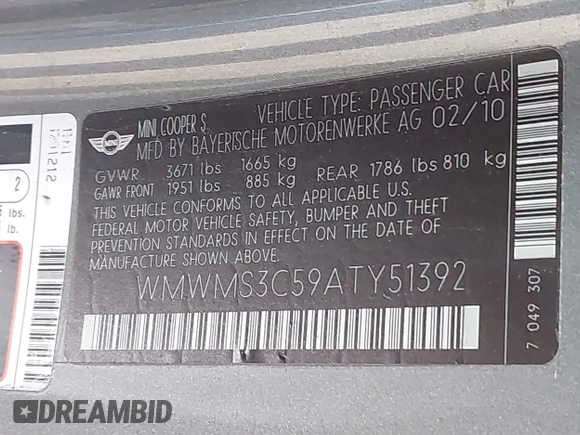 MINI COOPER S VEHICLE TYPE: PASSENGER CAR
MFD BY BAYERISCHE MOTORENWERKE AG 02/10
GVWR 3671 lbs 1665 kg
GAWR FRONT 1951 lbs 885 kg REAR 1786 lbs 810 kg
THIS VEHICLE CONFORMS TO ALL APPLICABLE U.S.
FEDERAL MOTOR VEHICLE SAFETY, BUMPER AND THEFT
PREVENTION STANDARDS IN EFFECT ON THE DATE OF
MANUFACTURE SHOWN ABOVE.
WMWMS3C59ATY51392
7 049 307
2
lbs.
kg
DREAMBID